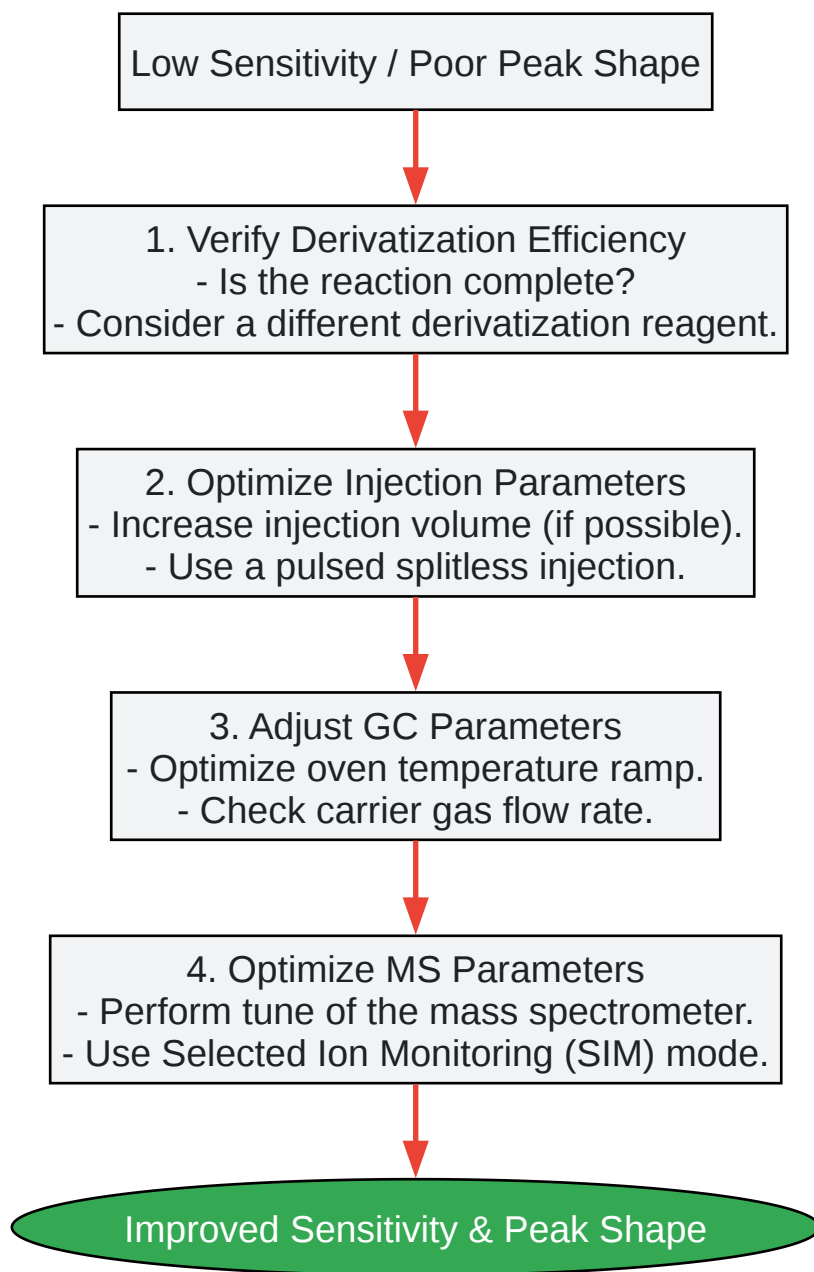 Low Sensitivity / Poor Peak Shape
1. Verify Derivatization Efficiency
- Is the reaction complete?
- Consider a different derivatization reagent.
2. Optimize Injection Parameters
- Increase injection volume (if possible).
- Use a pulsed splitless injection.
3. Adjust GC Parameters
- Optimize oven temperature ramp.
- Check carrier gas flow rate.
4. Optimize MS Parameters
- Perform tune of the mass spectrometer.
- Use Selected Ion Monitoring (SIM) mode.
Improved Sensitivity & Peak Shape